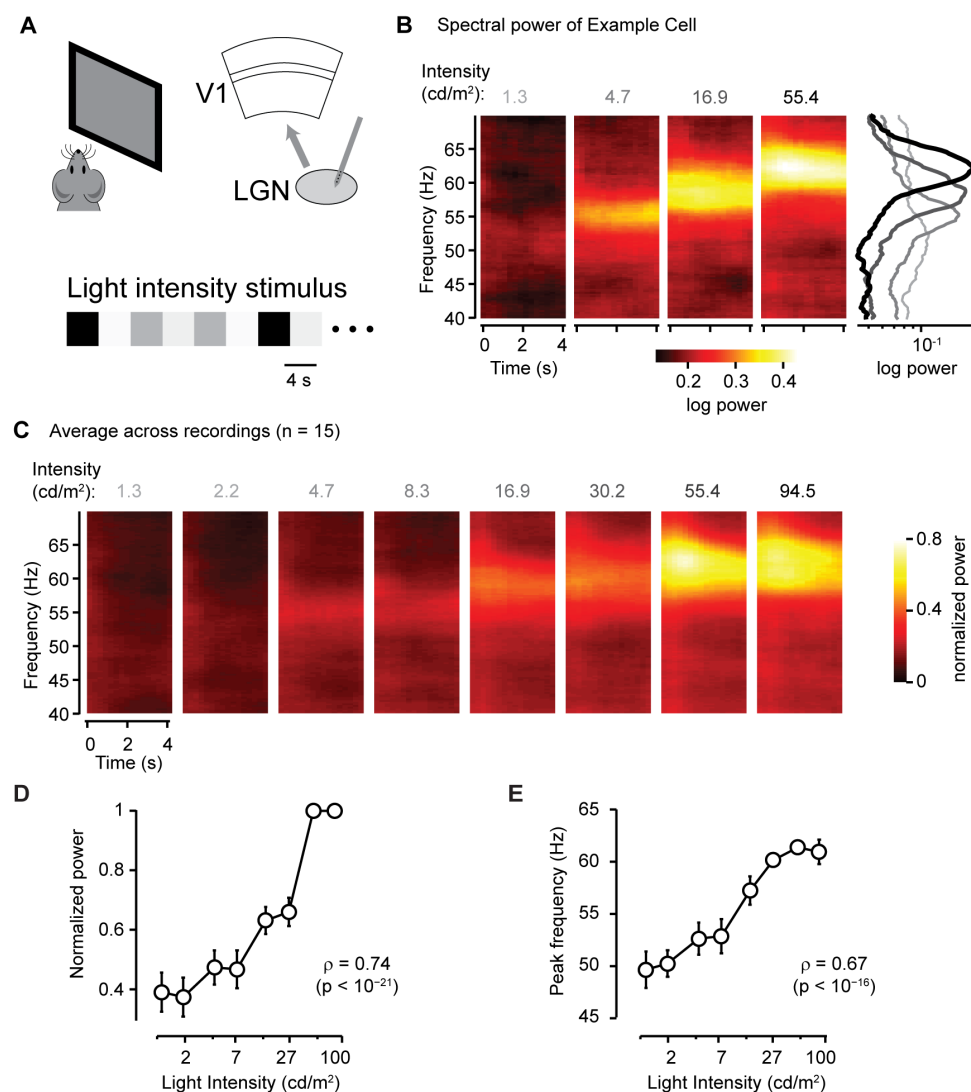 A
V1
LGN
Light intensity stimulus
4 s
B Spectral power of Example Cell
Intensity
(cd/m²):
1.3 4.7 16.9 55.4
Frequency (Hz)
65
60
55
50
45
40
0 2 4
Time (s)
0.2 0.3 0.4
log power
10⁻¹
log power
C Average across recordings (n = 15)
Intensity
(cd/m²):
1.3 2.2 4.7 8.3 16.9 30.2 55.4 94.5
Frequency (Hz)
65
60
55
50
45
40
0 2 4
Time (s)
0.8
0.4
0
normalized power
D
Normalized power
1
0.8
0.6
0.4
ρ = 0.74
(p < 10⁻²¹)
2 7 27 100
Light Intensity (cd/m²)
E
Peak frequency (Hz)
65
60
55
50
45
ρ = 0.67
(p < 10⁻¹⁶)
2 7 27 100
Light Intensity (cd/m²)